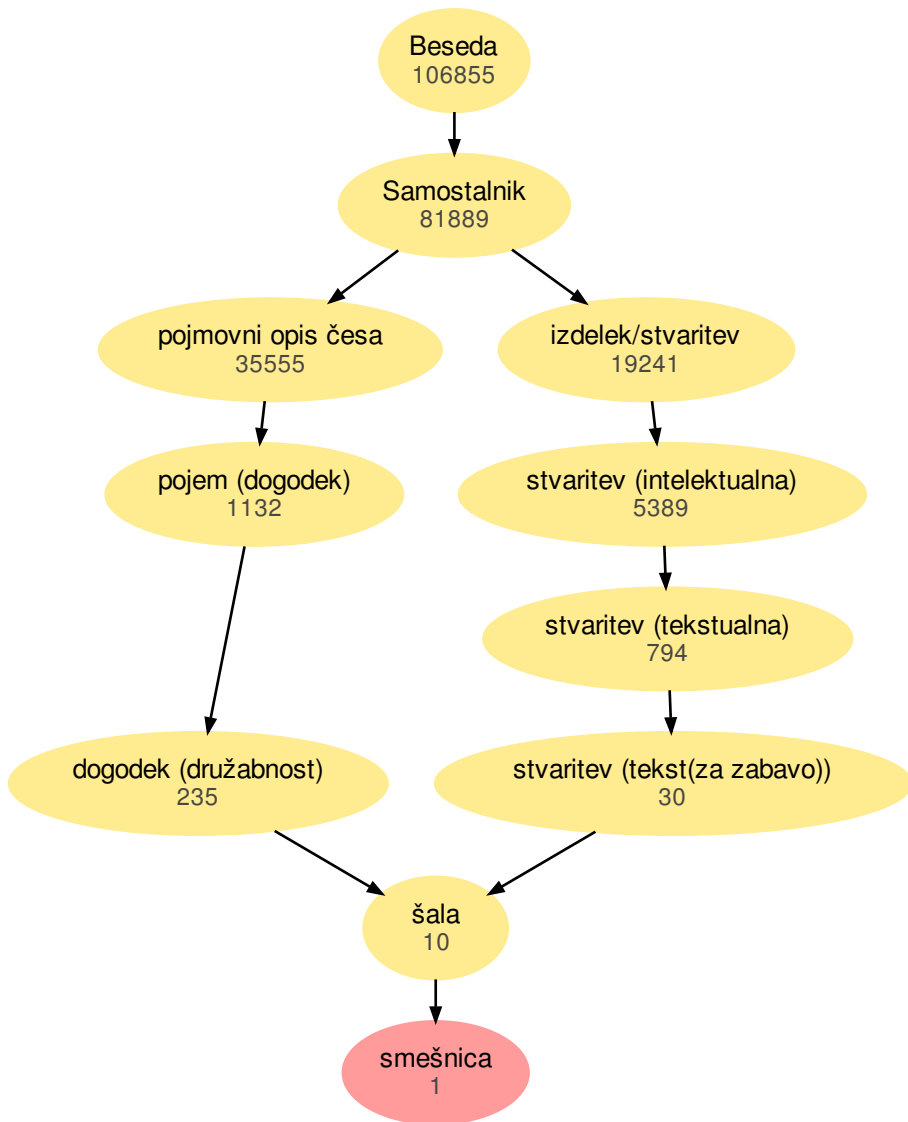 Beseda
106855
Samostalnik
81889
pojmovni opis česa
35555
izdelek/stvaritev
19241
pojem (dogodek)
1132
stvaritev (intelektualna)
5389
stvaritev (tekstualna)
794
dogodek (družabnost)
235
stvaritev (tekst(za zabavo))
30
šala
10
smešnica
1